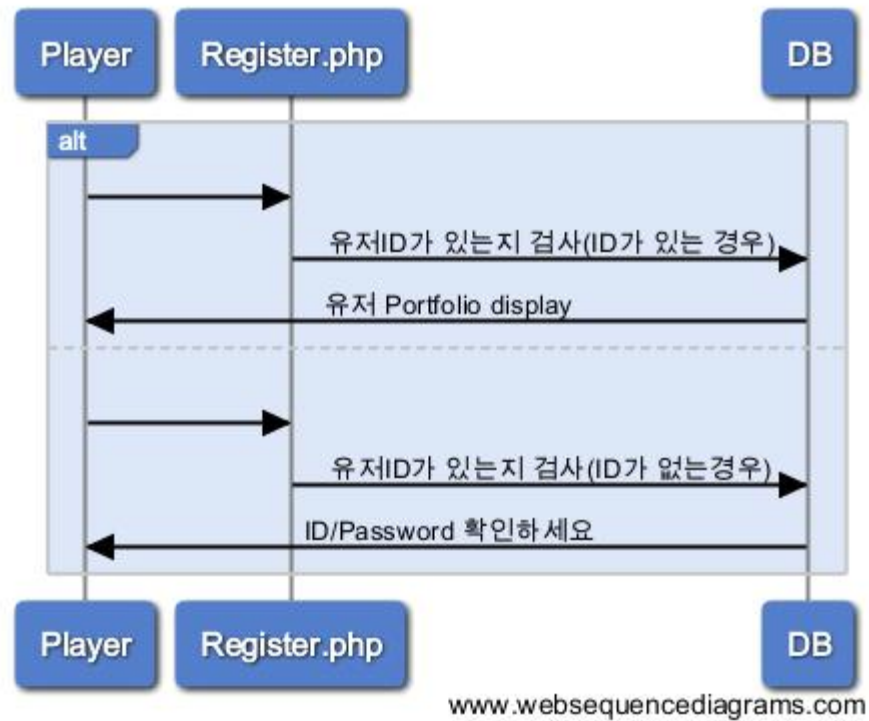 Player Register.php DB
alt
유저ID가 있는지 검사(ID가 있는 경우)
유저 Portfolio display
유저ID가 있는지 검사(ID가 없는경우)
ID/Password 확인하세요
Player Register.php DB
www.websequencediagrams.com